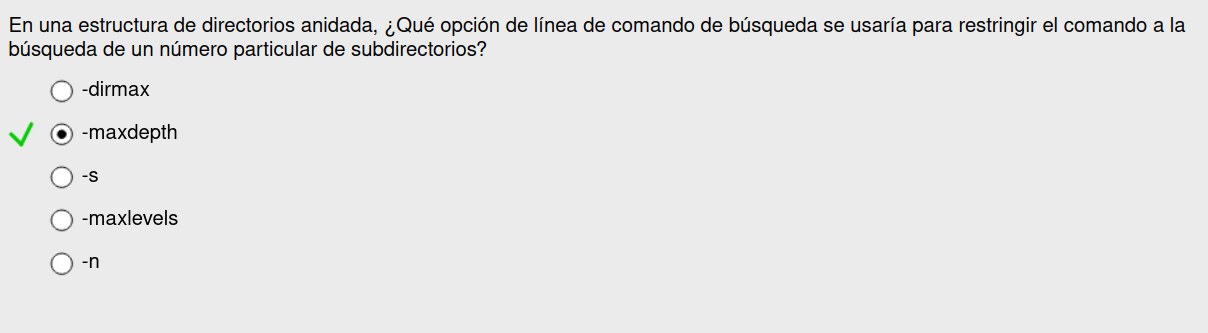 En una estructura de directorios anidada, ¿Qué opción de línea de comando de búsqueda se usaría para restringir el comando a la
búsqueda de un número particular de subdirectorios?
-dirmax
-maxdepth
-s
-maxlevels
-n